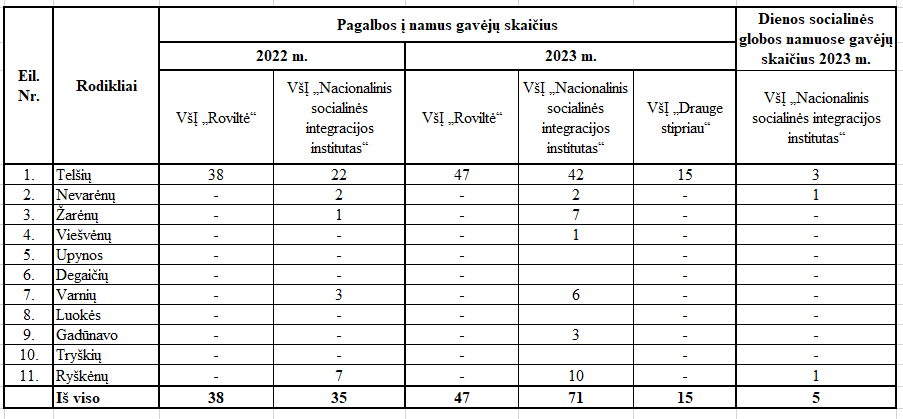 Eil. Nr. | Rodikliai | Pagalbos į namus gavėjų skaičius | Dienos socialinės globos namuose gavėjų skaičius 2023 m.
2022 m. | 2023 m.
VšĮ „Roviltė“ | VšĮ „Nacionalinis socialinės integracijos institutas“ | VšĮ „Roviltė“ | VšĮ „Nacionalinis socialinės integracijos institutas“ | VšĮ „Drauge stipriau“ | VšĮ „Nacionalinis socialinės integracijos institutas“
1. | Telšių | 38 | 22 | 47 | 42 | 15 | 3
2. | Nevarėnų | - | 2 | - | 2 | - | 1
3. | Žarėnų | - | 1 | - | 7 | - | -
4. | Viešvėnų | - | - | - | 1 | - | -
5. | Upynos | - | - | - | | - | -
6. | Degaičių | - | - | - | | - | -
7. | Varnių | - | 3 | - | 6 | - | -
8. | Luokės | - | - | - | | - | -
9. | Gadūnavo | - | - | - | 3 | - | -
10. | Tryškių | - | - | - | | - | -
11. | Ryškėnų | - | 7 | - | 10 | - | 1
Iš viso | 38 | 35 | 47 | 71 | 15 | 5